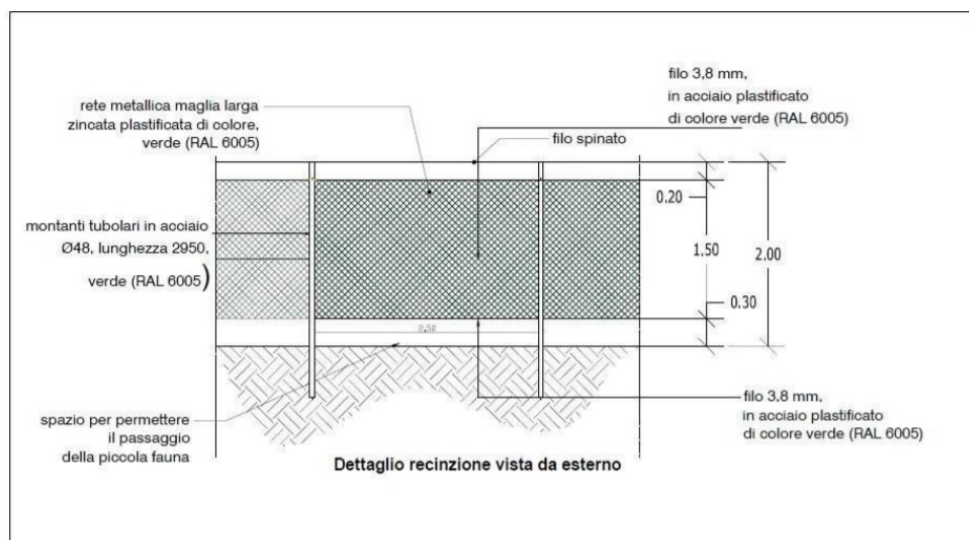 filo 3,8 mm,
in acciaio plastificato
di colore verde (RAL 6005)
rete metallica maglia larga
zincata plastificata di colore,
verde (RAL 6005)
filo spinato
0.20
montanti tubolari in acciaio
Ø48, lunghezza 2950,
verde (RAL 6005)
1,50
2,00
0.30
2,50
filo 3,8 mm,
in acciaio plastificato
di colore verde (RAL 6005)
spazio per permettere
il passaggio
della piccola fauna
Dettaglio recinzione vista da esterno